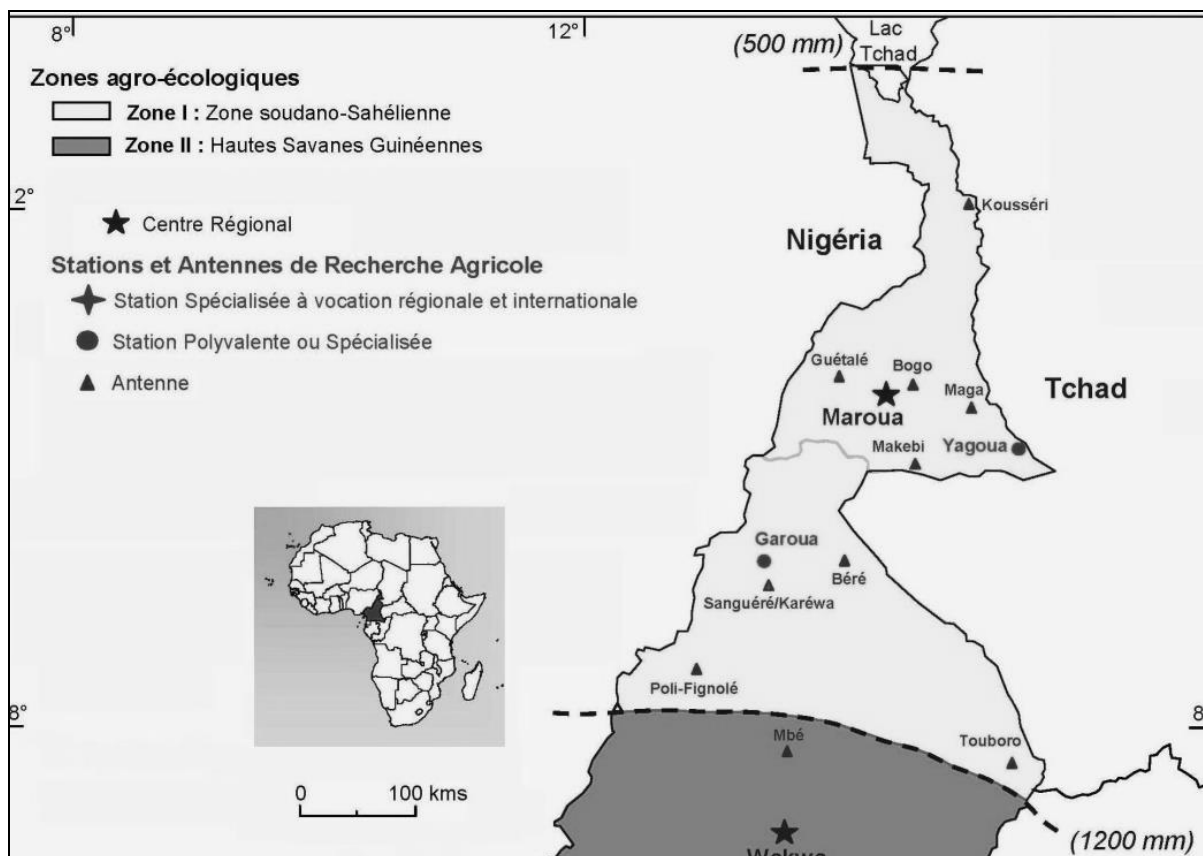 8°
12°
Lac
Tchad
(500 mm)
Zones agro-écologiques
Zone I : Zone soudano-Sahélienne
Zone II : Hautes Savanes Guinéennes
2°
Centre Régional
Stations et Antennes de Recherche Agricole
Station Spécialisée à vocation régionale et internationale
Station Polyvalente ou Spécialisée
Antenne
Kousséri
Nigéria
Guétalé
Bogo
Maga
Tchad
Maroua
Makebi
Yagoua
Garoua
Béré
Sanguéré/Karéwa
Poli-Fignolé
8°
8
Mbé
Touboro
0 100 kms
(1200 mm)